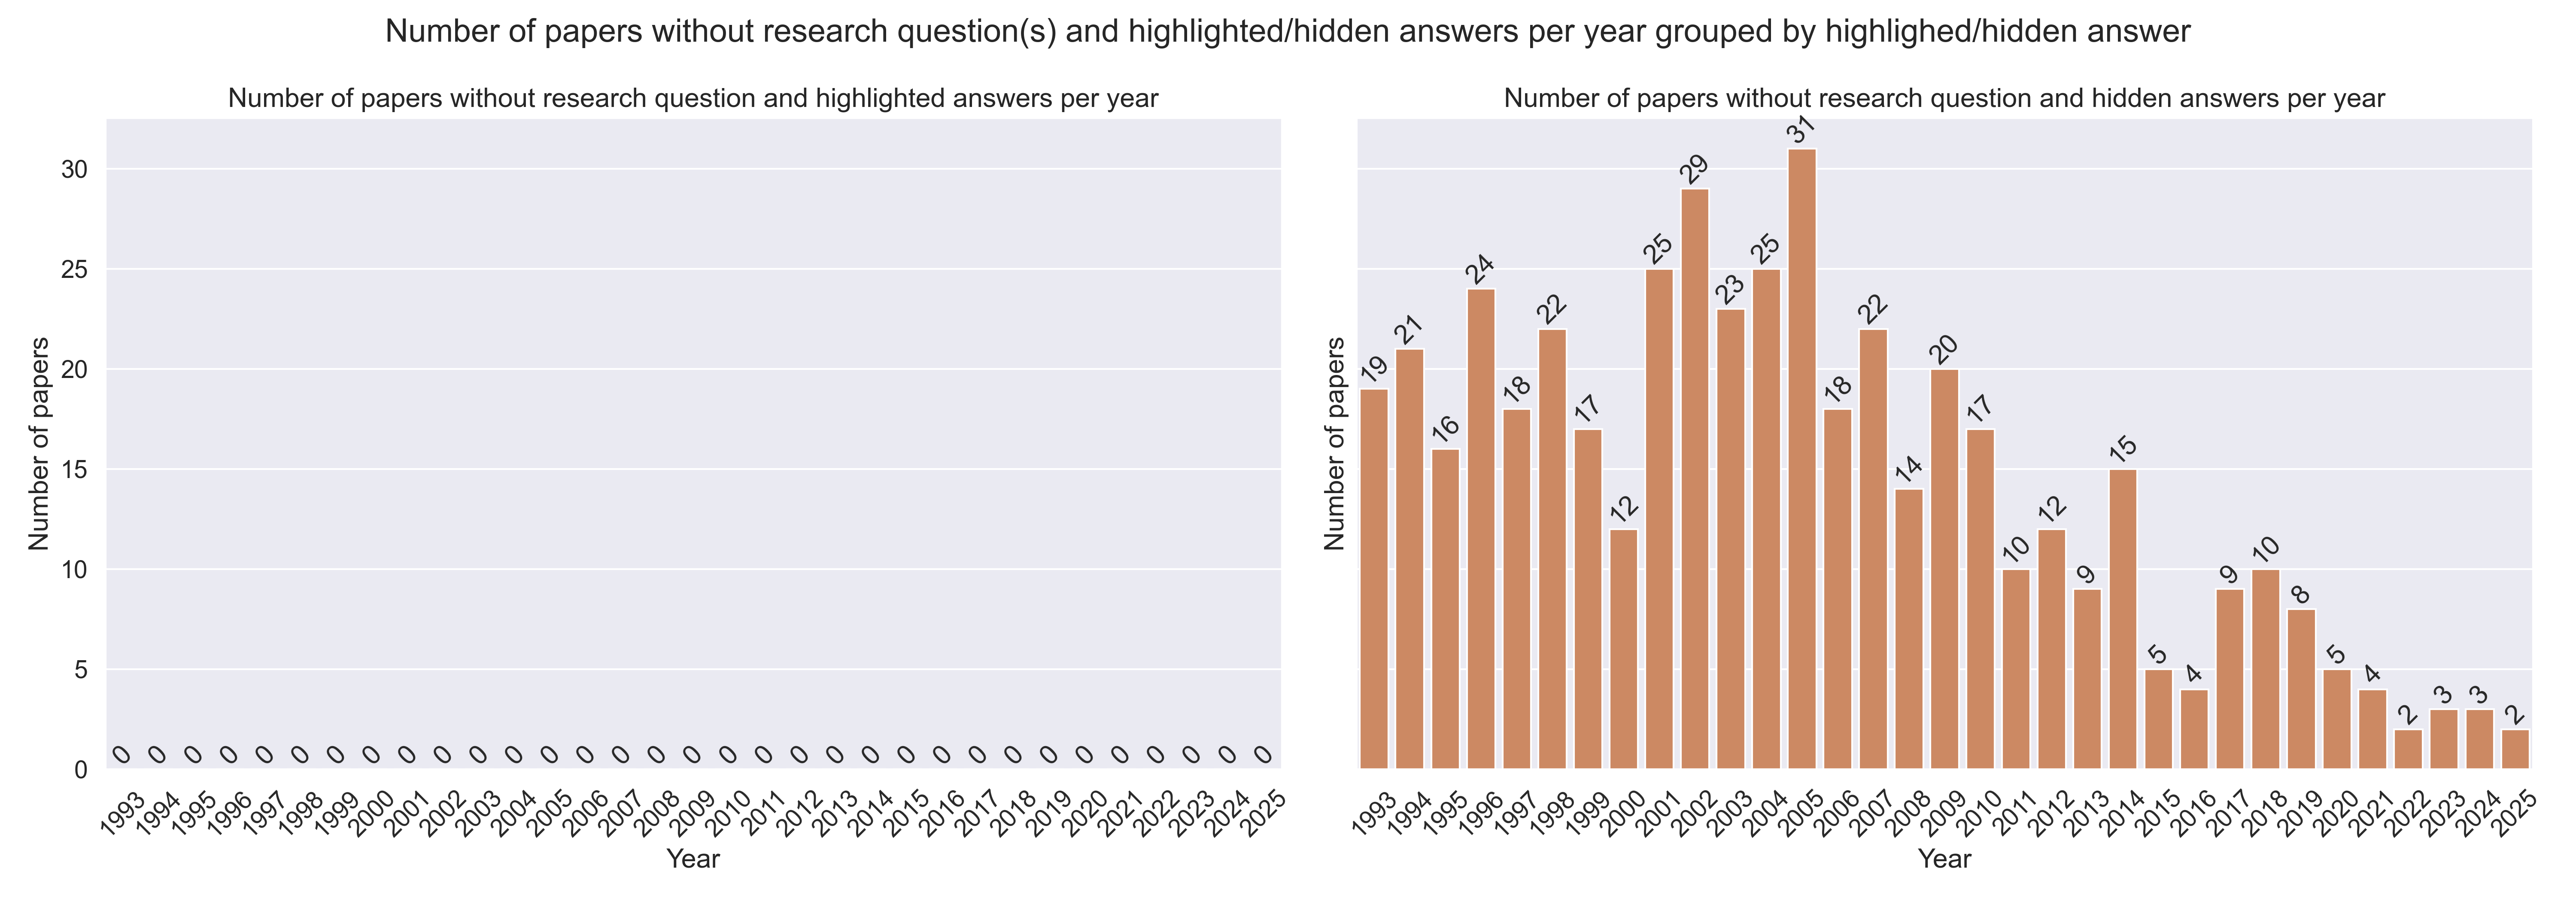 Number of papers without research question(s) and highlighted/hidden answers per year grouped by highlighed/hidden answer
Number of papers without research question and highlighted answers per year
Number of papers
30
25
20
15
10
5
0
0 0 0 0 0 0 0 0 0 0 0 0 0 0 0 0 0 0 0 0 0 0 0 0 0 0 0 0 0 0 0 0 0
1993 1994 1995 1996 1997 1998 1999 2000 2001 2002 2003 2004 2005 2006 2007 2008 2009 2010 2011 2012 2013 2014 2015 2016 2017 2018 2019 2020 2021 2022 2023 2024 2025
Year
Number of papers without research question and hidden answers per year
Number of papers
19 21 16 24 18 22 17 12 25 29 23 25 31 18 22 14 20 17 10 12 9 15 5 4 9 10 8 5 4 2 3 3 2
1993 1994 1995 1996 1997 1998 1999 2000 2001 2002 2003 2004 2005 2006 2007 2008 2009 2010 2011 2012 2013 2014 2015 2016 2017 2018 2019 2020 2021 2022 2023 2024 2025
Year